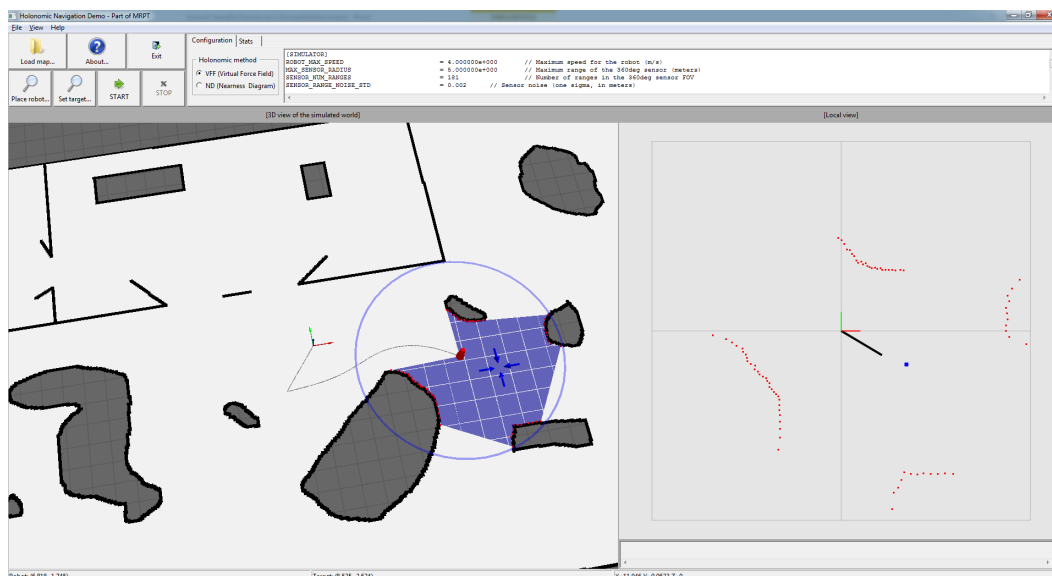 Holonomic Navigation Demo - Part of MRPT
File View Help
Load map...
About...
Exit
Place robot...
Set target...
START
STOP
Configuration Stats
Holonomic method
VFF (Virtual Force Field)
ND (Nearness Diagram)
[SIMULATOR]
ROBOT_MAX_SPEED = 4.000000e+000 // Maximum speed for the robot (m/s)
MAX_SENSOR_RADIUS = 5.000000e+000 // Maximum range of the 360deg sensor (meters)
SENSOR_NUM_RANGES = 181 // Number of ranges in the 360deg sensor FOV
SENSOR_RANGE_NOISE_STD = 0.002 // Sensor noise (one sigma, in meters)
[3D view of the simulated world]
[Local view]